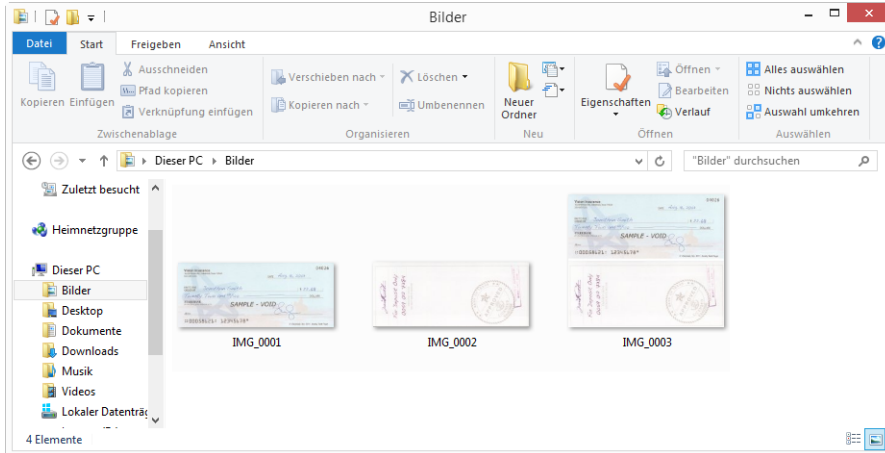 Bilder
Datei Start Freigeben Ansicht
Kopieren
Einfügen
Ausschneiden
Pfad kopieren
Verknüpfung einfügen
Zwischenablage
Verschieben nach
Kopieren nach
Löschen
Umbenennen
Organisieren
Neuer
Ordner
Neu
Eigenschaften
Öffnen
Bearbeiten
Verlauf
Öffnen
Alles auswählen
Nichts auswählen
Auswahl umkehren
Auswählen
Dieser PC Bilder
"Bilder" durchsuchen
Zuletzt besucht
Heimnetzgruppe
Dieser PC
Bilder
Desktop
Dokumente
Downloads
Musik
Videos
Lokaler Datenträg
SAMPLE - VOID
IMG_0001
IMG_0002
SAMPLE - VOID
IMG_0003
4 Elemente